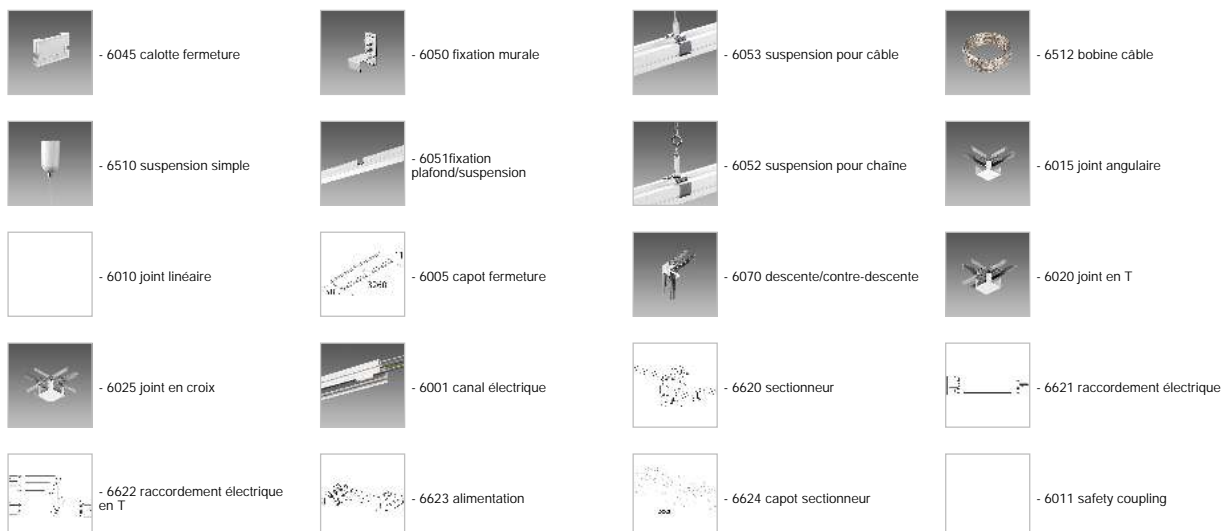 - 6045 calotte fermeture
- 6050 fixation murale
- 6053 suspension pour câble
- 6512 bobine câble
- 6510 suspension simple
- 6051fixation
plafond/suspension
- 6052 suspension pour chaîne
- 6015 joint angulaire
- 6010 joint linéaire
3260
- 6005 capot fermeture
- 6070 descente/contre-descente
- 6020 joint en T
- 6025 joint en croix
- 6001 canal électrique
- 6620 sectionneur
- 6621 raccordement électrique
- 6622 raccordement électrique
en T
- 6623 alimentation
- 6624 capot sectionneur
- 6011 safety coupling